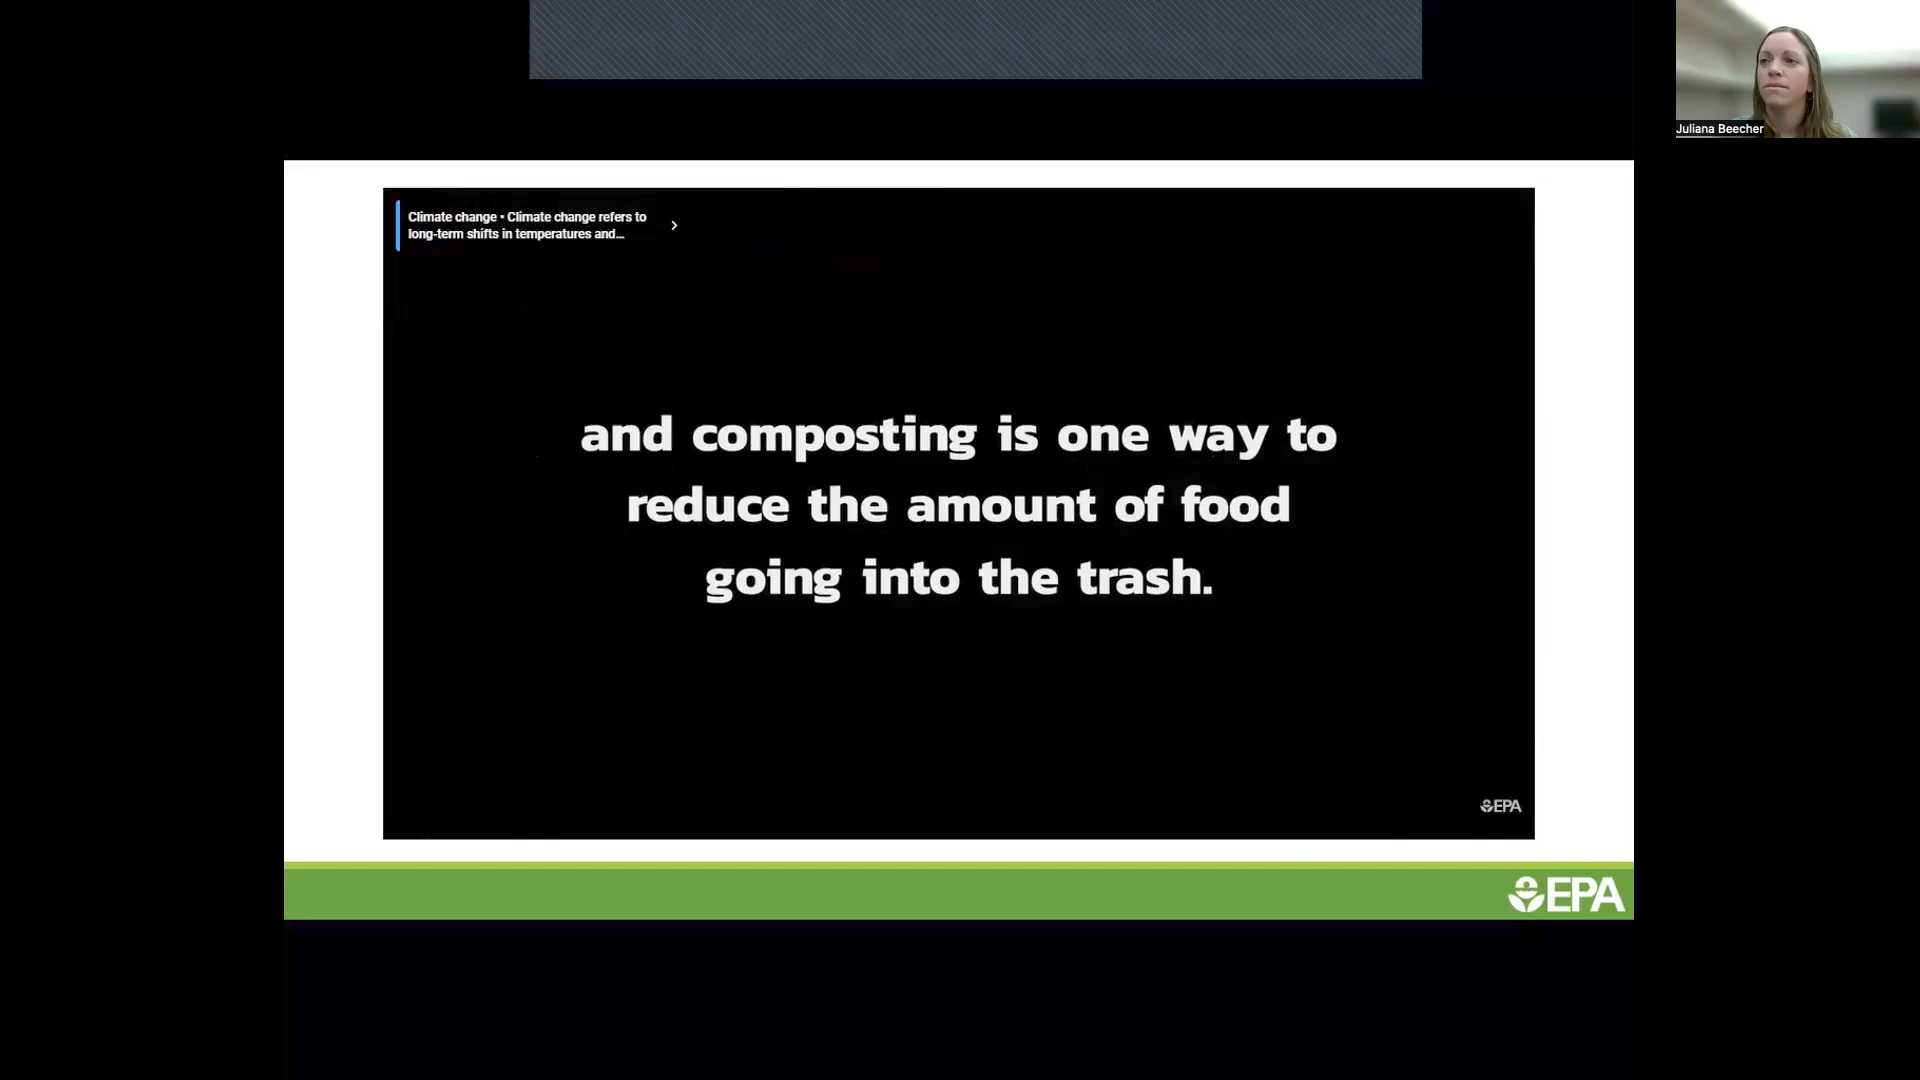 Juliana Beecher
Climate change • Climate change refers to
long-term shifts in temperatures and...
and composting is one way to
reduce the amount of food
going into the trash.
EPA
EPA